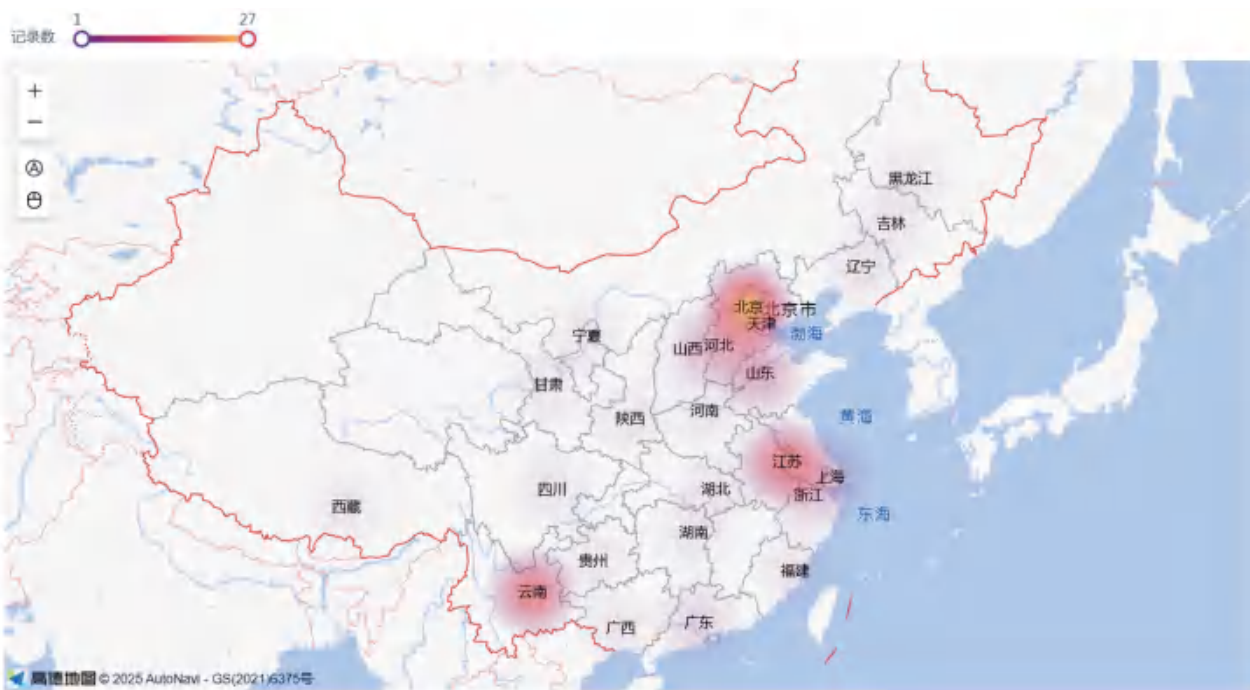 1
27
记录数
+
−
A
黑龙江
吉林
辽宁
北京 北京市
天津
渤海
宁夏
山西 河北
山东
甘肃
河南
陕西
黄海
江苏
上海
四川
湖北
浙江
西藏
东海
湖南
贵州
福建
云南
广西
广东
高德地图 © 2025 AutoNavi - GS(2021)6375号